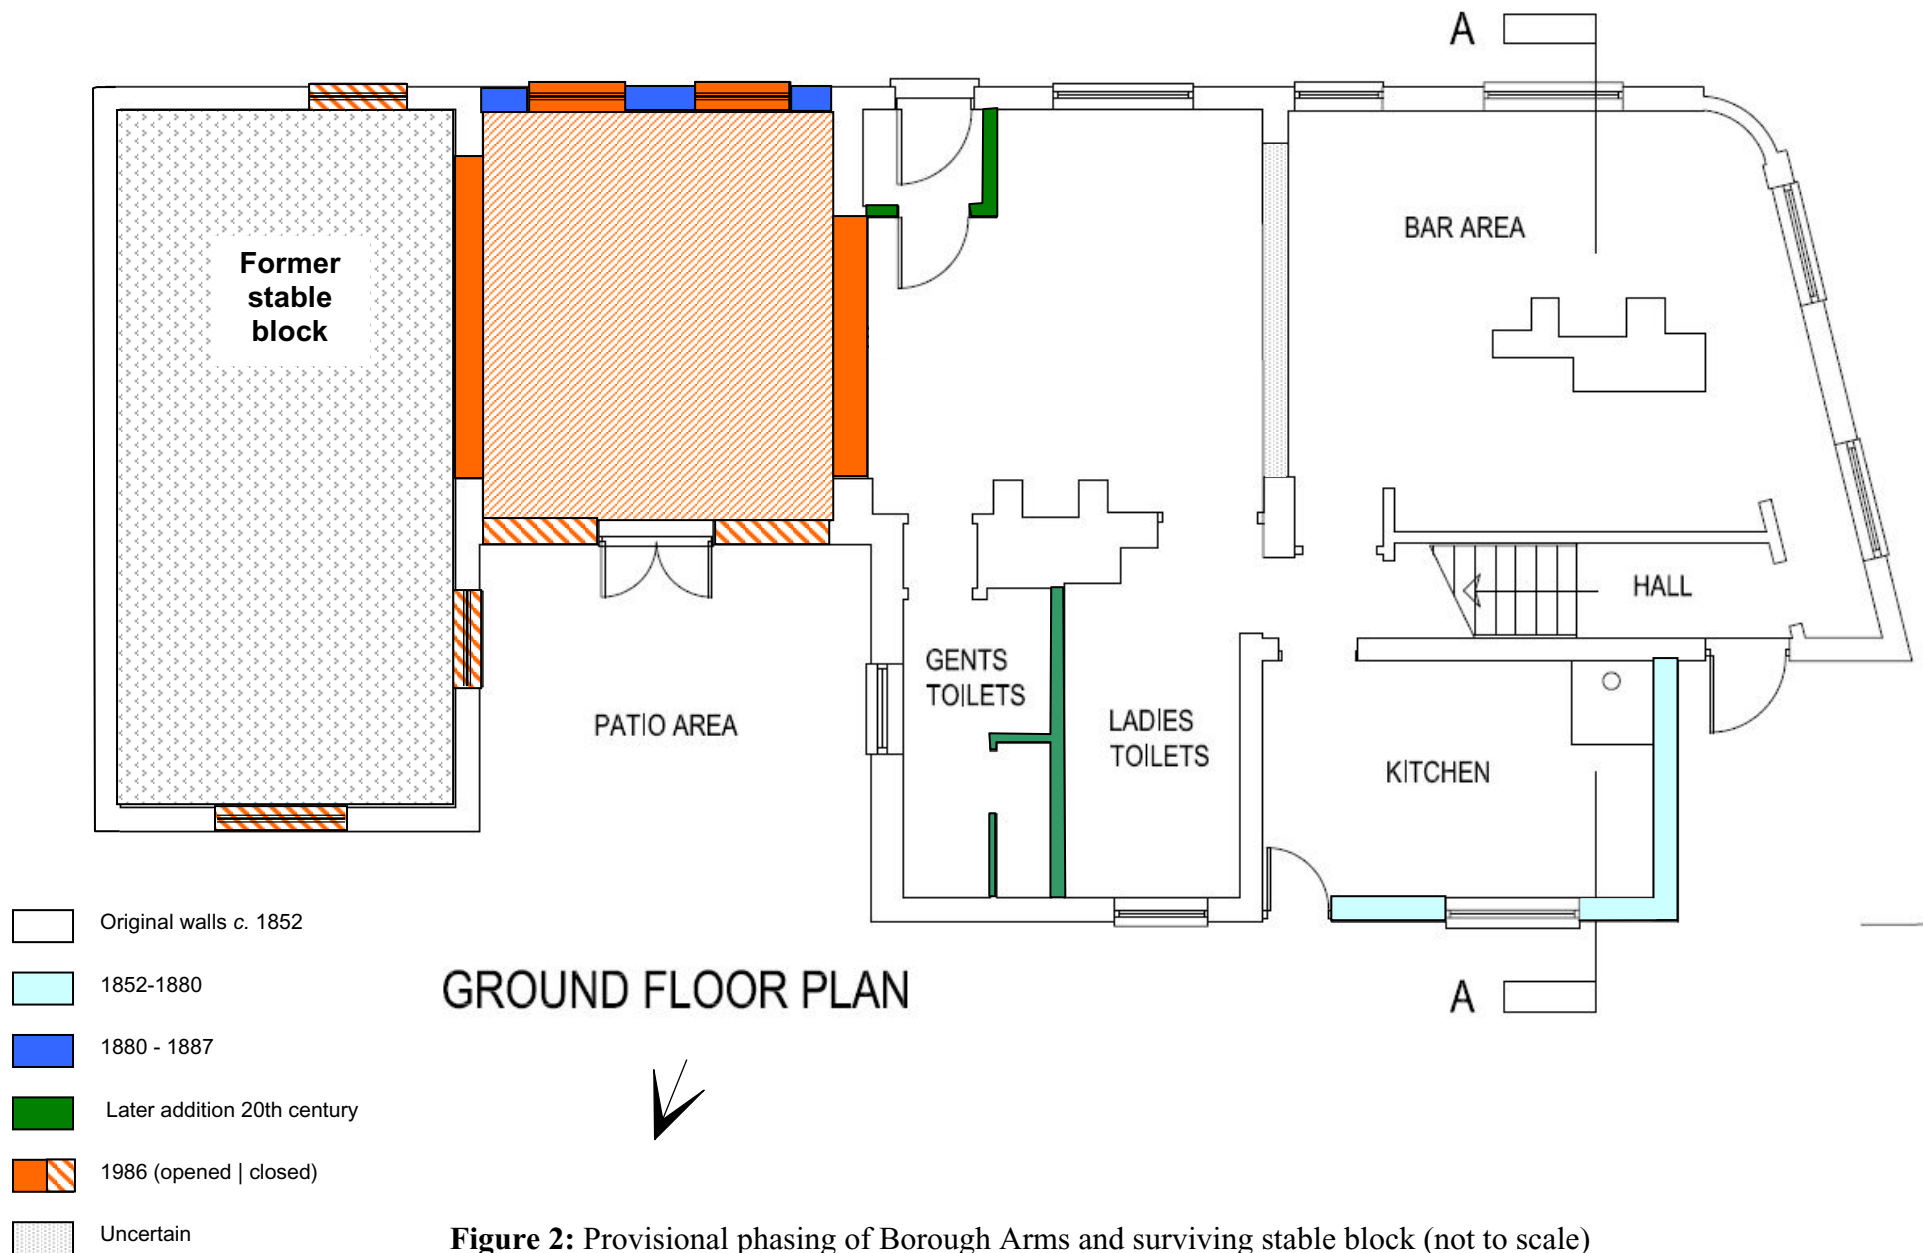 A
Former
stable
block
BAR AREA
HALL
GENTS
TOILETS
LADIES
TOILETS
PATIO AREA
KITCHEN
Original walls c. 1852
1852-1880
1880 - 1887
Later addition 20th century
1986 (opened | closed)
Uncertain
GROUND FLOOR PLAN
A
Figure 2: Provisional phasing of Borough Arms and surviving stable block (not to scale)